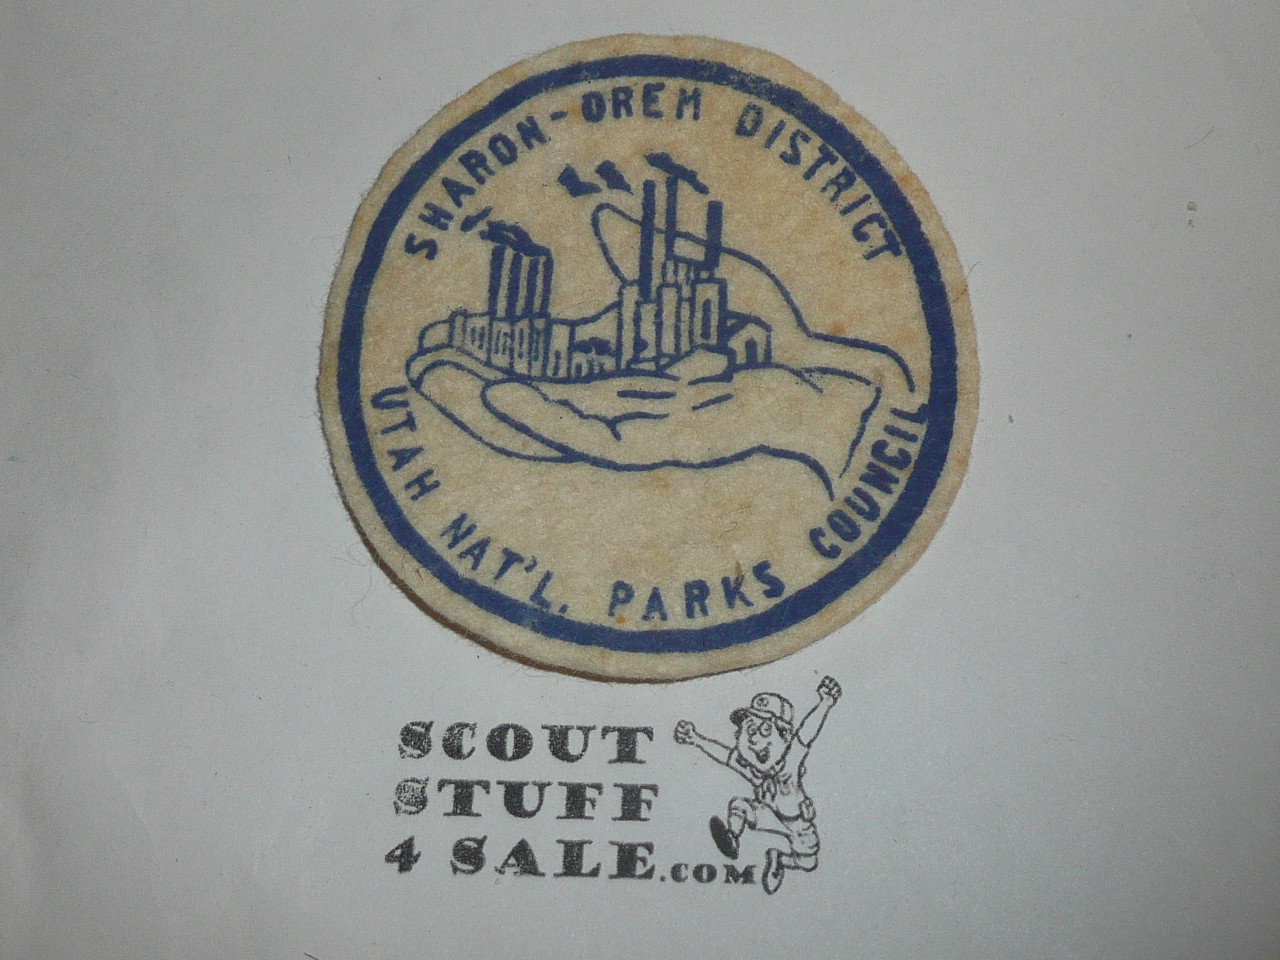 SHARON-OREM DISTRICT
UTAH NAT'L. PARKS COUNCIL
SCOUT
STUFF
4 SALE.COM